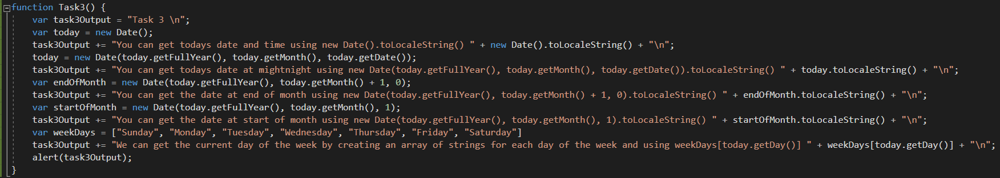 function Task3() {
    var task3Output = "Task 3 \n";
    var today = new Date();
    task3Output += "You can get todays date and time using new Date().toLocaleString() " + new Date().toLocaleString() + "\n";
    today = new Date(today.getFullYear(), today.getMonth(), today.getDate());
    task3Output += "You can get todays date at mightnight using new Date(today.getFullYear(), today.getMonth(), today.getDate()).toLocaleString() " + today.toLocaleString() + "\n";
    var endOfMonth = new Date(today.getFullYear(), today.getMonth() + 1, 0);
    task3Output += "You can get the date at end of month using new Date(today.getFullYear(), today.getMonth() + 1, 0).toLocaleString() " + endOfMonth.toLocaleString() + "\n";
    var startOfMonth = new Date(today.getFullYear(), today.getMonth(), 1);
    task3Output += "You can get the date at start of month using new Date(today.getFullYear(), today.getMonth(), 1).toLocaleString() " + startOfMonth.toLocaleString() + "\n";
    var weekDays = ["Sunday", "Monday", "Tuesday", "Wednesday", "Thursday", "Friday", "Saturday"]
    task3Output += "We can get the current day of the week by creating an array of strings for each day of the week and using weekDays[today.getDay()] " + weekDays[today.getDay()] + "\n";
    alert(task3Output);
}